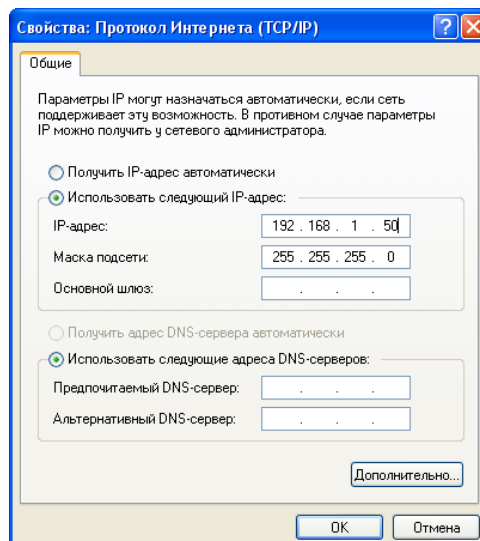 Свойства: Протокол Интернета (TCP/IP)
Общие
Параметры IP могут назначаться автоматически, если сеть
поддерживает эту возможность. В противном случае параметры
IP можно получить у сетевого администратора.
Получить IP-адрес автоматически
Использовать следующий IP-адрес:
IP-адрес: 192 . 168 . 1 . 50
Маска подсети: 255 . 255 . 255 . 0
Основной шлюз: . . .
Получить адрес DNS-сервера автоматически
Использовать следующие адреса DNS-серверов:
Предпочитаемый DNS-сервер: . . .
Альтернативный DNS-сервер: . . .
Дополнительно...
OK Отмена